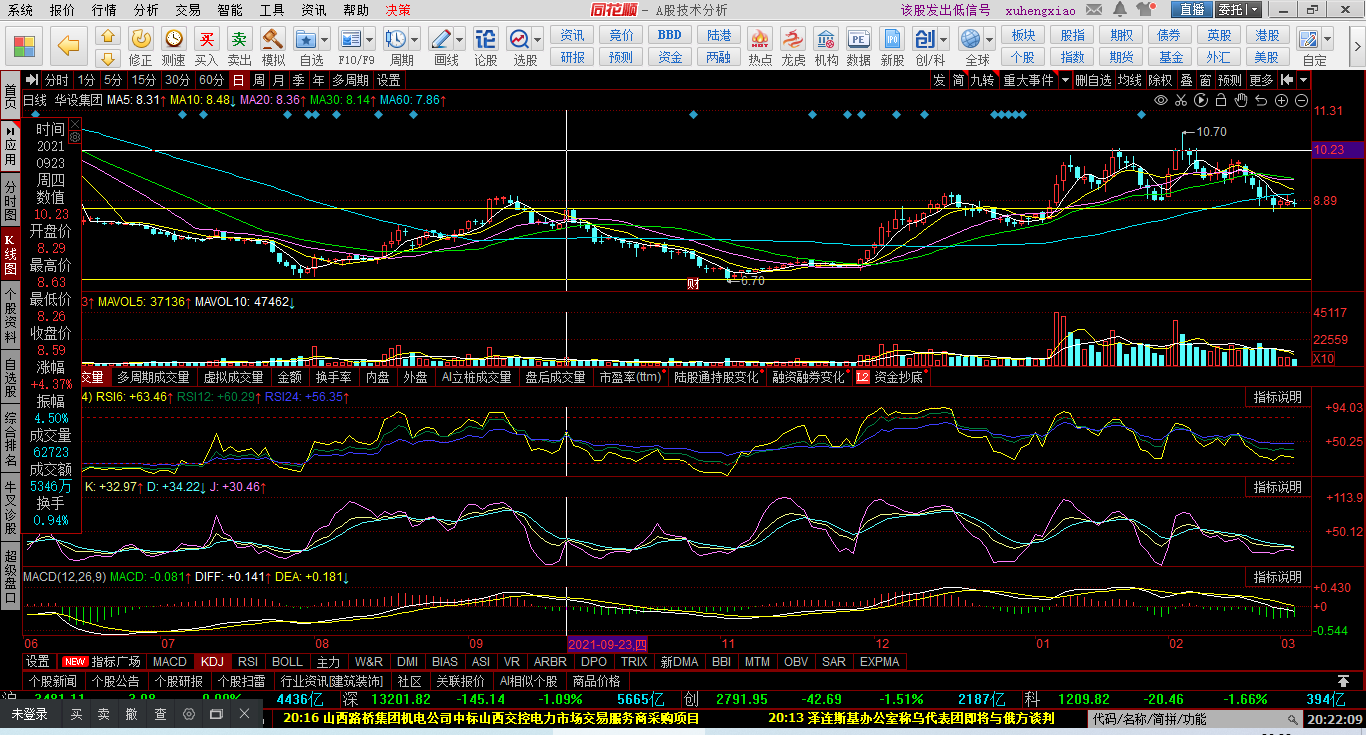 系统 报价 行情 分析 交易 智能 工具 资讯 帮助 决策 同花顺 - A股技术分析 该股发出低信号 xuhengxiao 直播 委托
资讯 竞价 BBD 陆港 板块 股指 期权 债券 英股 港股
研报 预测 资金 两融 个股 指数 期货 基金 外汇 美股
修正 测速 买入 卖出 模拟 自选 F10/F9 周期 画线 论股 选股 热点 龙虎 机构 数据 新股 创/科 全球 自定
买 卖 HOT PE IPO 创
分时 1分 5分 15分 30分 60分 日 周 月 季 年 多周期 设置 发 简 九转 重大事件 删自选 均线 除权 叠 窗 预测 更多
日线 华设集团 MA5: 8.31↑ MA10: 8.48↓ MA20: 8.36↑ MA30: 8.14↑ MA60: 7.86↑
首页
应用
分时图
K线图
个股资料
自选股
综合排名
牛叉诊股
超级盘口
时间
2021
0923
周四
数值
10.23
开盘价
8.29
最高价
8.63
最低价
8.26
收盘价
8.59
涨幅
+4.37%
振幅
4.50%
成交量
62723
成交额
5346万
换手
0.94%
11.31
10.23
8.89
10.70
6.70
财
3↑ MAVOL5: 37136↑ MAVOL10: 47462↓
45117
22559
X10
交量 多周期成交量 虚拟成交量 金额 换手率 内盘 外盘 AI立桩成交量 盘后成交量 市盈率(ttm) 陆股通持股变化 融资融券变化 L2 资金抄底
4) RSI6: +63.46↑ RSI12: +60.29↑ RSI24: +56.35↑ 指标说明
+94.03
+50.25
K: +32.97↑ D: +34.22↓ J: +30.46↑ 指标说明
+113.9
+50.12
MACD(12,26,9) MACD: -0.081↑ DIFF: +0.141↑ DEA: +0.181↓ 指标说明
+0.430
+0
-0.544
06 07 08 09 2021-09-23,四 11 12 01 02 03
设置 NEW 指标广场 MACD KDJ RSI BOLL 主力 W&R DMI BIAS ASI VR ARBR DPO TRIX 新DMA BBI MTM OBV SAR EXPMA
个股新闻 个股公告 个股研报 个股扫雷 行业资讯[建筑装饰] 社区 关联报价 AI相似个股 商品价格
沪 3481.11 4436亿 深 13201.82 -145.14 -1.09% 5665亿 创 2791.95 -42.69 -1.51% 2187亿 科 1209.82 -20.46 -1.66% 394亿
未登录 买 卖 撤 查 20:16 山西路桥集团机电公司中标山西交控电力市场交易服务商采购项目 20:13 泽连斯基办公室称乌代表团即将与俄方谈判 代码/名称/简拼/功能 20:22:09